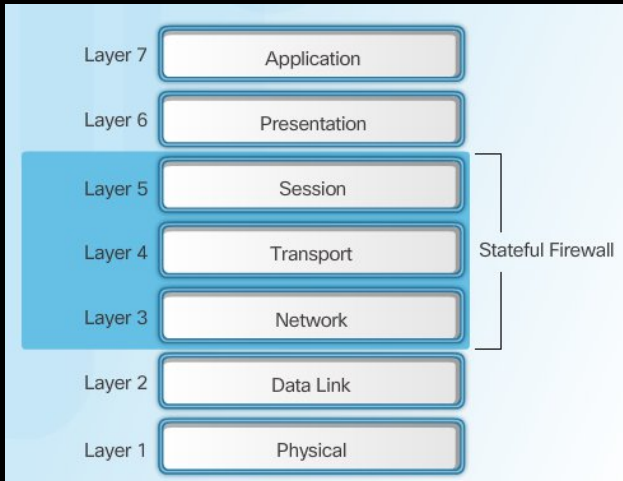 Layer 7 Application
Layer 6 Presentation
Layer 5 Session
Layer 4 Transport Stateful Firewall
Layer 3 Network
Layer 2 Data Link
Layer 1 Physical